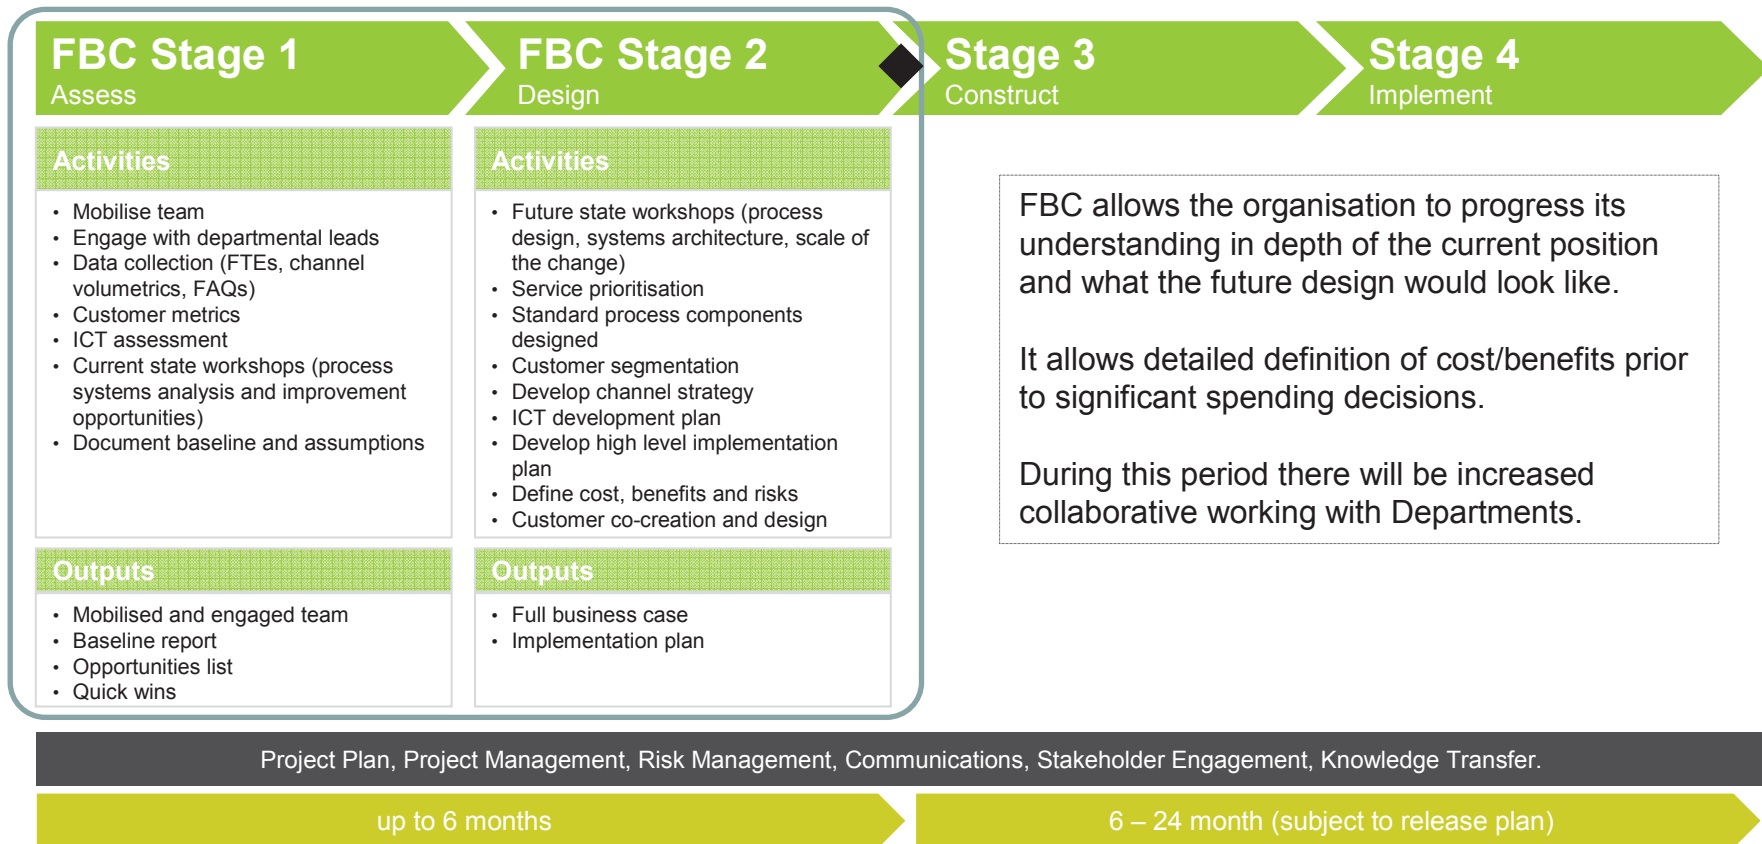 FBC Stage 1
Assess
FBC Stage 2
Design
Stage 3
Construct
Stage 4
Implement
Activities
• Mobilise team
• Engage with departmental leads
• Data collection (FTEs, channel
volumetrics, FAQs)
• Customer metrics
• ICT assessment
• Current state workshops (process
systems analysis and improvement
opportunities)
• Document baseline and assumptions
Outputs
• Mobilised and engaged team
• Baseline report
• Opportunities list
• Quick wins
Activities
• Future state workshops (process
design, systems architecture, scale of
the change)
• Service prioritisation
• Standard process components
designed
• Customer segmentation
• Develop channel strategy
• ICT development plan
• Develop high level implementation
plan
• Define cost, benefits and risks
• Customer co-creation and design
Outputs
• Full business case
• Implementation plan
FBC allows the organisation to progress its
understanding in depth of the current position
and what the future design would look like.
It allows detailed definition of cost/benefits prior
to significant spending decisions.
During this period there will be increased
collaborative working with Departments.
Project Plan, Project Management, Risk Management, Communications, Stakeholder Engagement, Knowledge Transfer.
up to 6 months
6 – 24 month (subject to release plan)